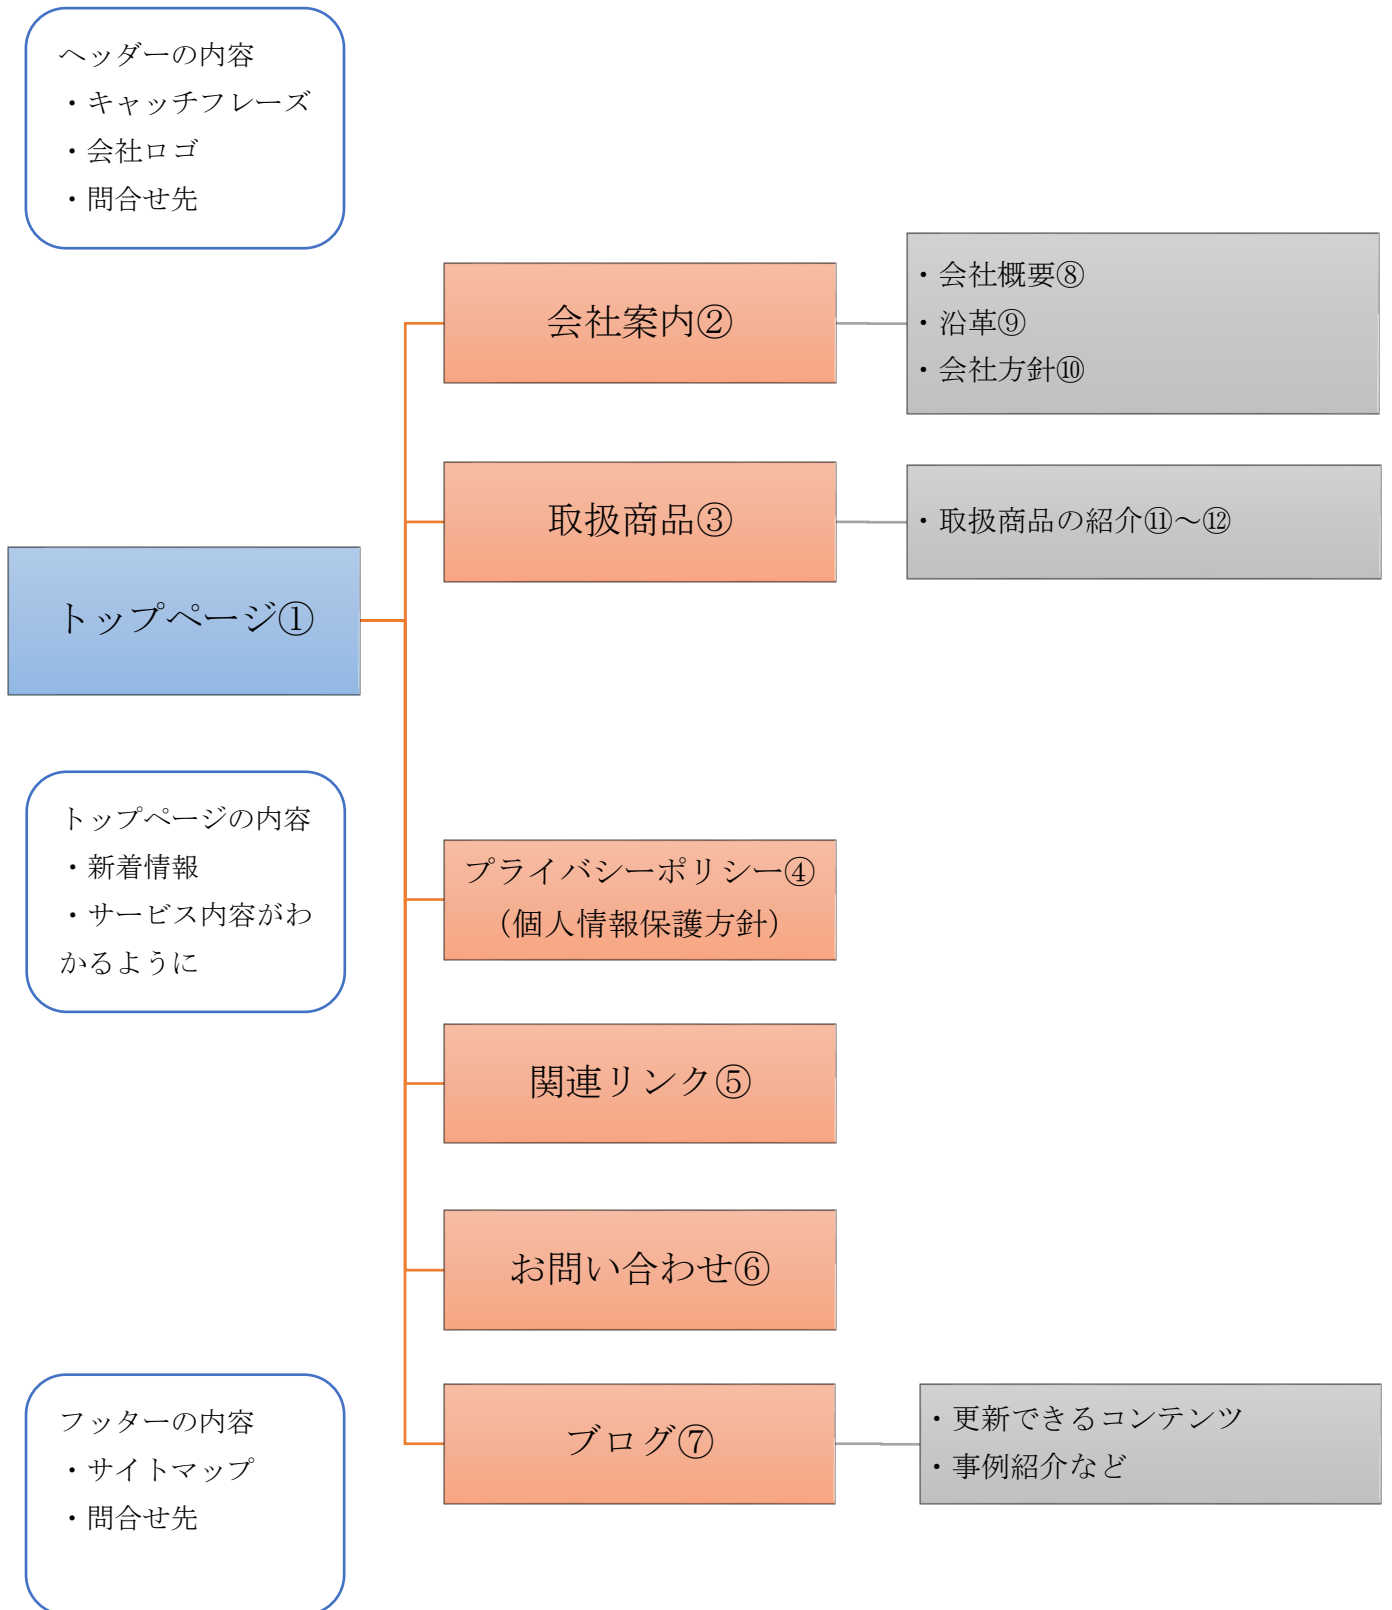 ヘッダーの内容
・キャッチフレーズ
・会社ロゴ
・問合せ先
会社案内②
・会社概要⑧
・沿革⑨
・会社方針⑩
取扱商品③
・取扱商品の紹介⑪～⑫
トップページ①
トップページの内容
・新着情報
・サービス内容がわ
かるように
プライバシーポリシー④
（個人情報保護方針）
関連リンク⑤
お問い合わせ⑥
フッターの内容
・サイトマップ
・問合せ先
ブログ⑦
・更新できるコンテンツ
・事例紹介など